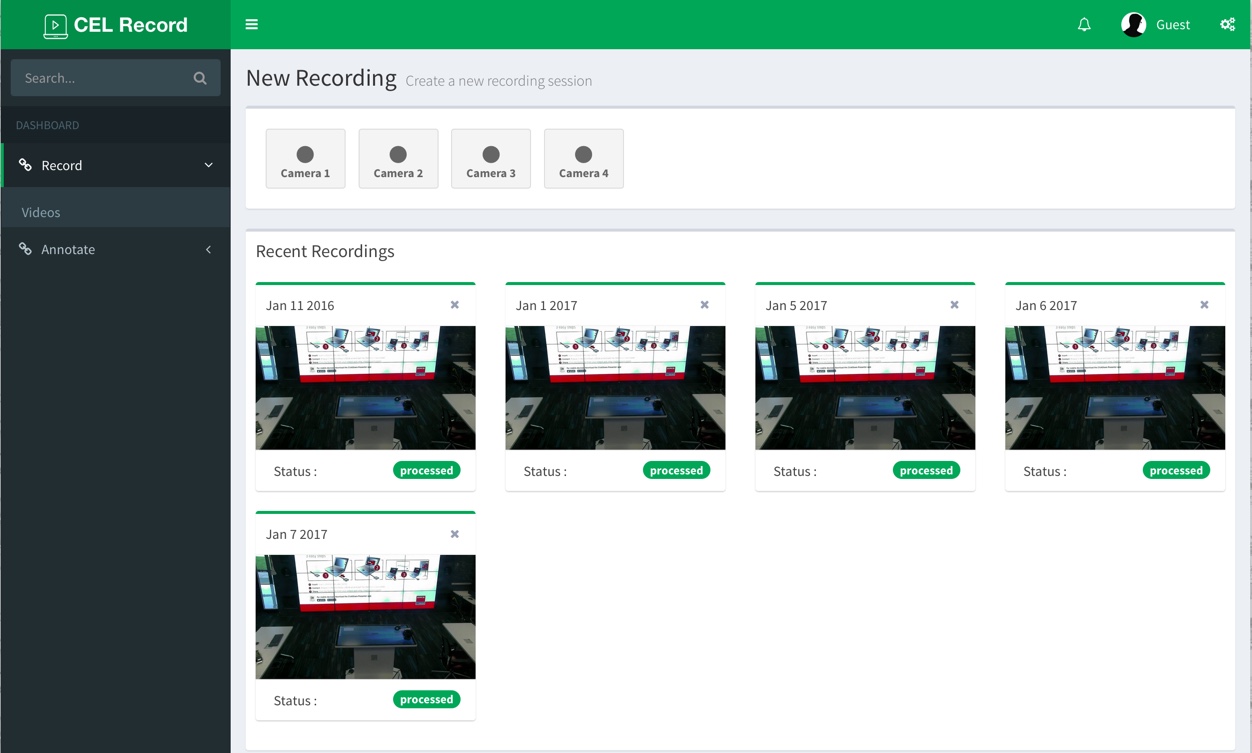 CEL Record
Guest
Search...
New Recording Create a new recording session
DASHBOARD
Record
Videos
Annotate
Camera 1 Camera 2 Camera 3 Camera 4
Recent Recordings
Jan 11 2016
Status : processed
Jan 1 2017
Status : processed
Jan 5 2017
Status : processed
Jan 6 2017
Status : processed
Jan 7 2017
Status : processed